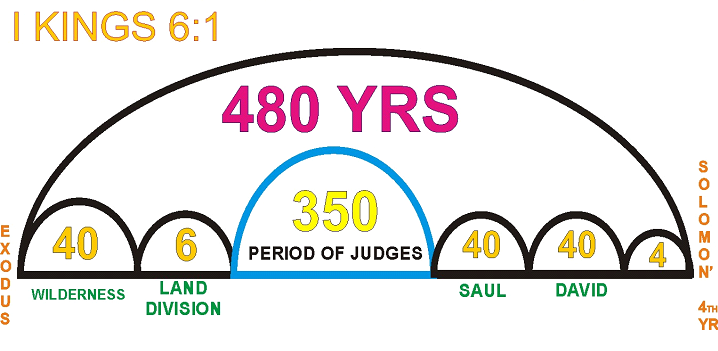 I KINGS 6:1
480 YRS
350
PERIOD OF JUDGES
40
6
40
40
4
EXODUS
WILDERNESS
LAND
DIVISION
SAUL
DAVID
SOLOMON'
4TH
YR